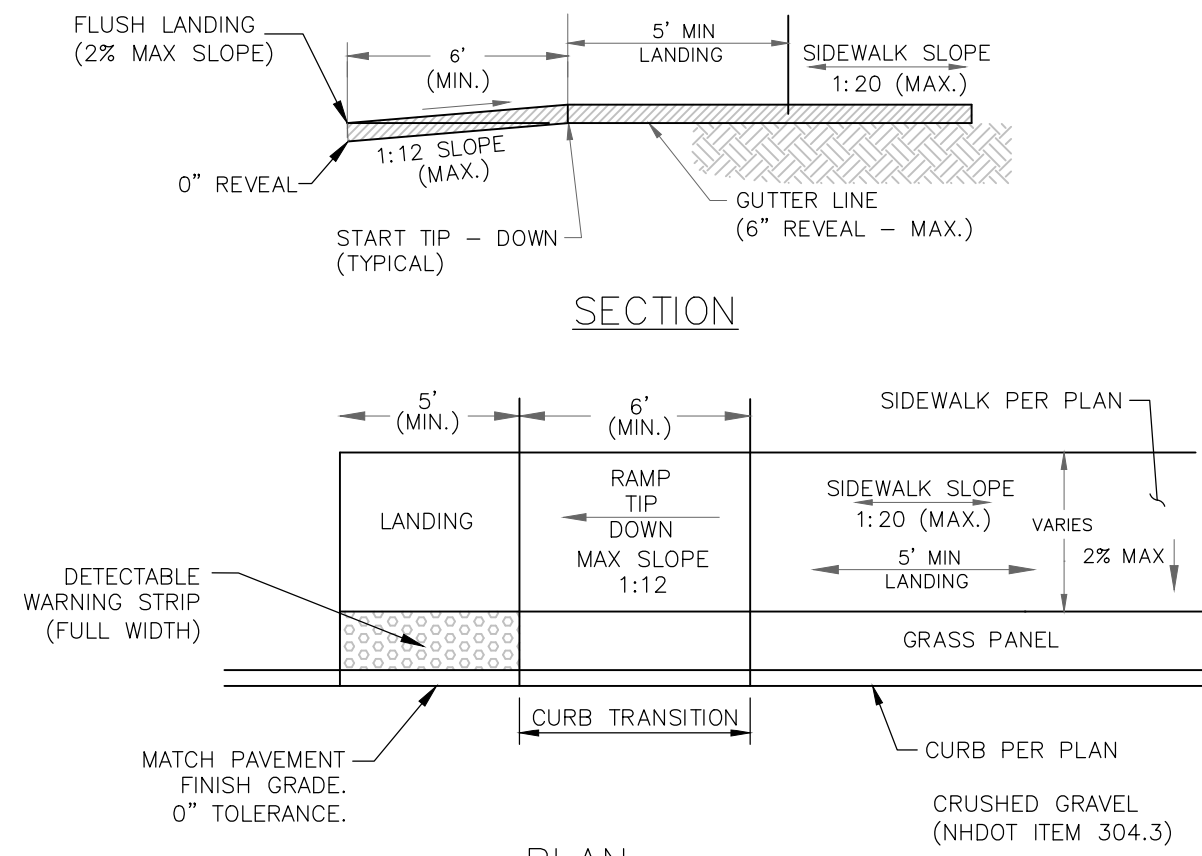 FLUSH LANDING
(2% MAX SLOPE)
6'
(MIN.)
5' MIN
LANDING
SIDEWALK SLOPE
1:20 (MAX.)
1:12 SLOPE
(MAX.)
0" REVEAL
GUTTER LINE
(6" REVEAL – MAX.)
START TIP – DOWN
(TYPICAL)
SECTION
5'
(MIN.)
6'
(MIN.)
SIDEWALK PER PLAN
LANDING
RAMP
TIP
DOWN
MAX SLOPE
1:12
SIDEWALK SLOPE
1:20 (MAX.)
VARIES
2% MAX
5' MIN
LANDING
DETECTABLE
WARNING STRIP
(FULL WIDTH)
GRASS PANEL
CURB TRANSITION
MATCH PAVEMENT
FINISH GRADE.
0" TOLERANCE.
CURB PER PLAN
CRUSHED GRAVEL
(NHDOT ITEM 304.3)
PLAN